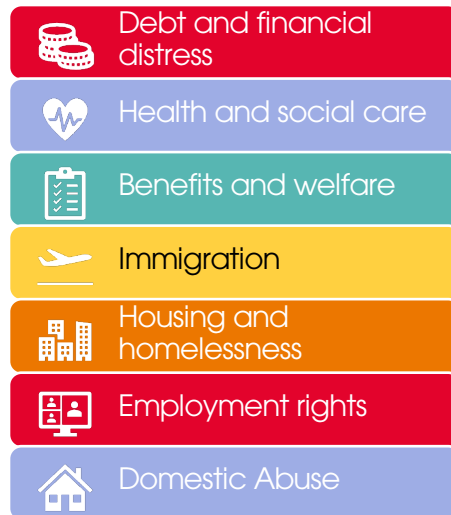 Debt and financial
distress
Health and social care
Benefits and welfare
Immigration
Housing and
homelessness
Employment rights
Domestic Abuse